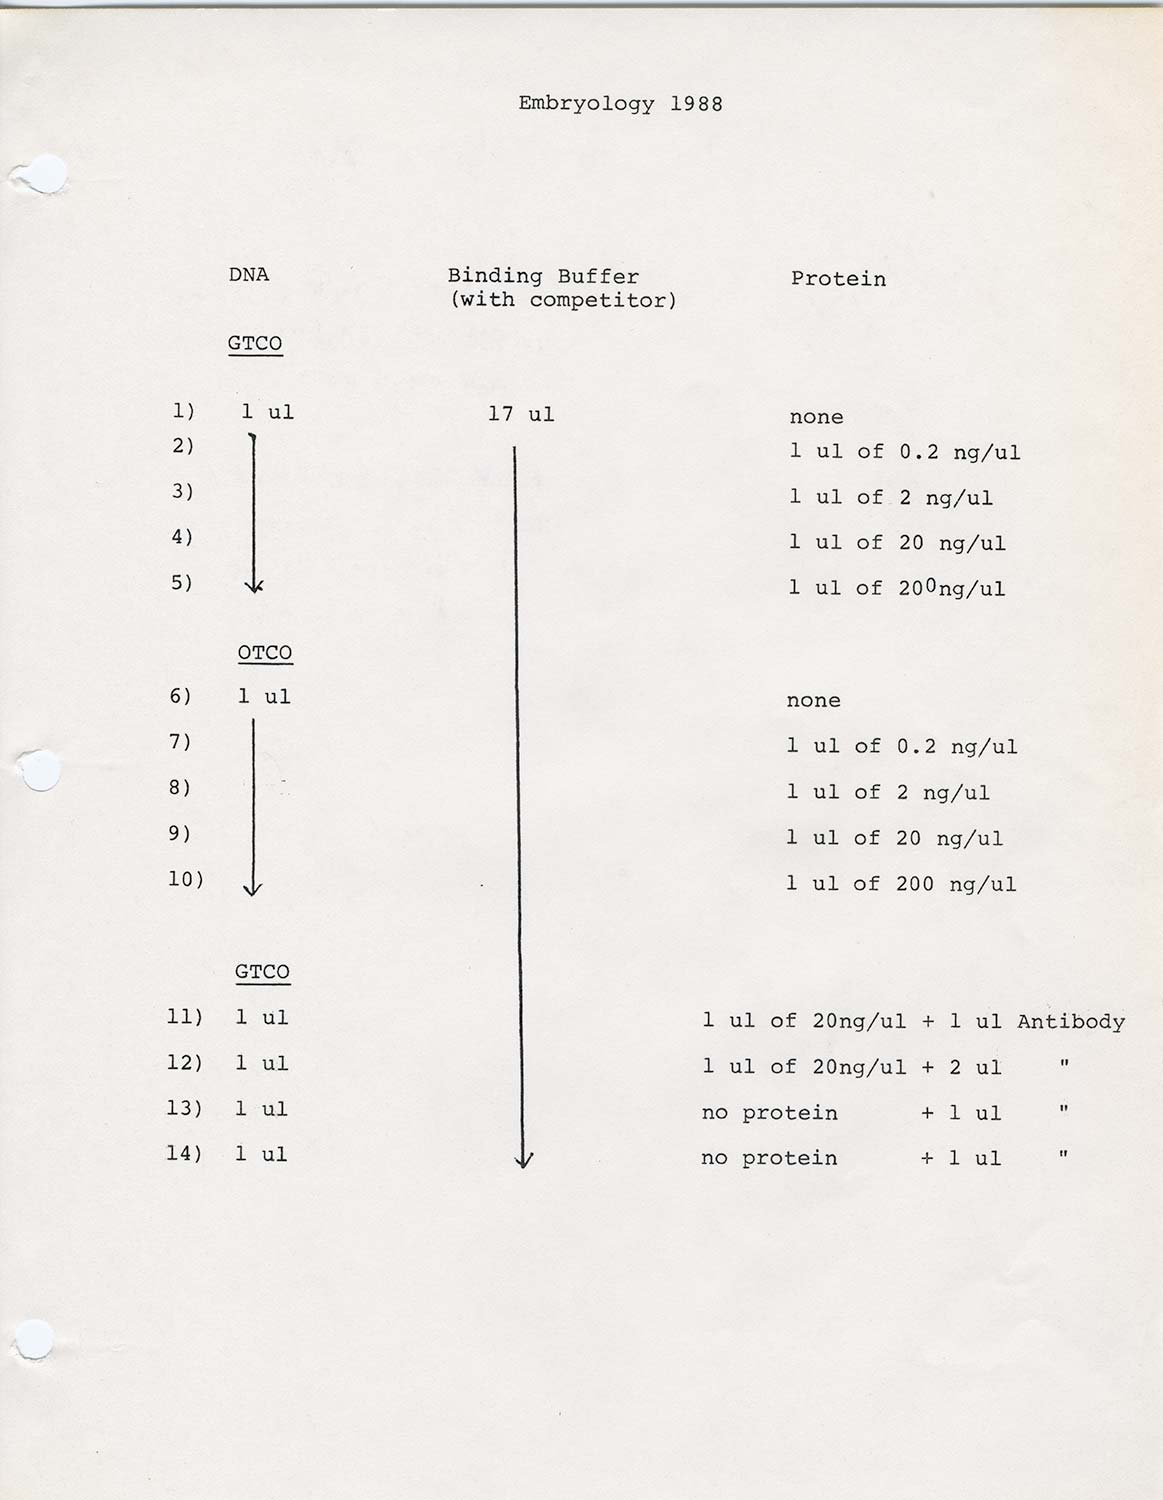 Embryology 1988
DNA Binding Buffer Protein
(with competitor)
GTCO
1) 1 ul 17 ul none
2) 1 ul of 0.2 ng/ul
3) 1 ul of 2 ng/ul
4) 1 ul of 20 ng/ul
5) 1 ul of 200ng/ul
OTCO
6) 1 ul none
7) 1 ul of 0.2 ng/ul
8) 1 ul of 2 ng/ul
9) 1 ul of 20 ng/ul
10) 1 ul of 200 ng/ul
GTCO
11) 1 ul 1 ul of 20ng/ul + 1 ul Antibody
12) 1 ul 1 ul of 20ng/ul + 2 ul "
13) 1 ul no protein + 1 ul "
14) 1 ul no protein + 1 ul "